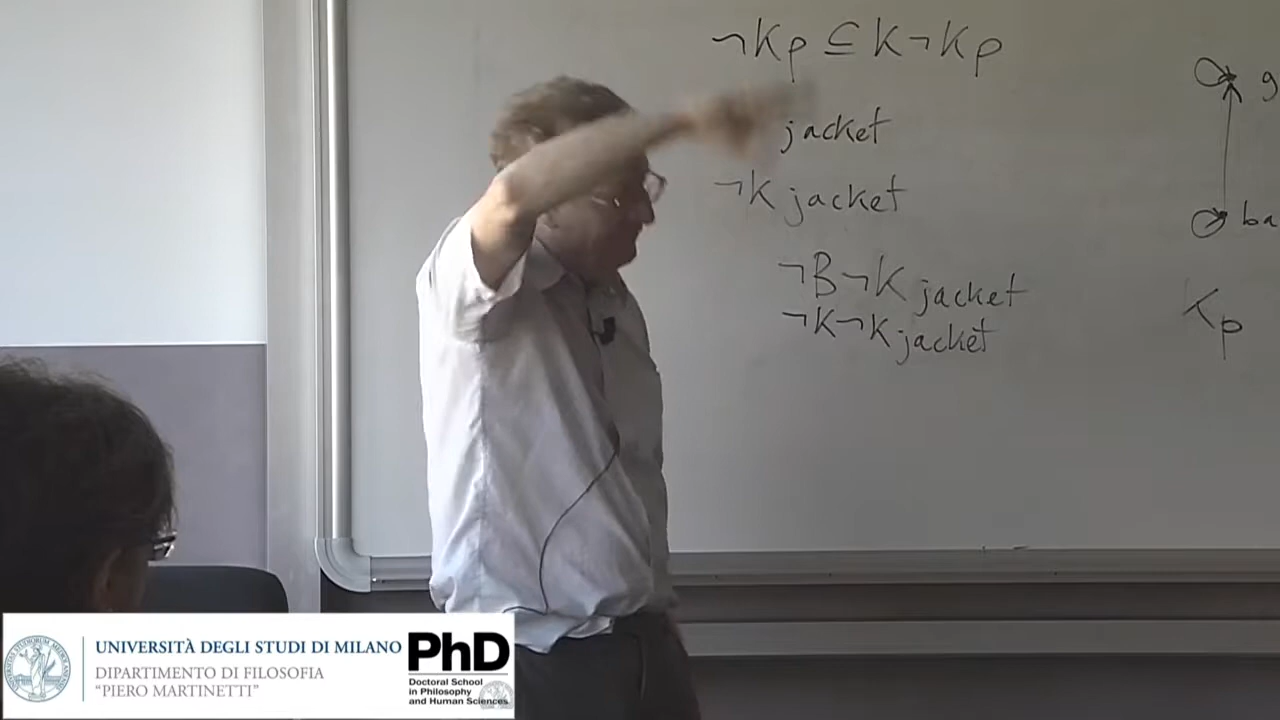 ¬Kp ⊆ K¬Kp
jacket
¬K jacket
¬B¬K jacket
¬K¬K jacket
g
ba
Kp
UNIVERSITÀ DEGLI STUDI DI MILANO
DIPARTIMENTO DI FILOSOFIA
"PIERO MARTINETTI"
PhD
Doctoral School
in Philosophy
and Human Sciences